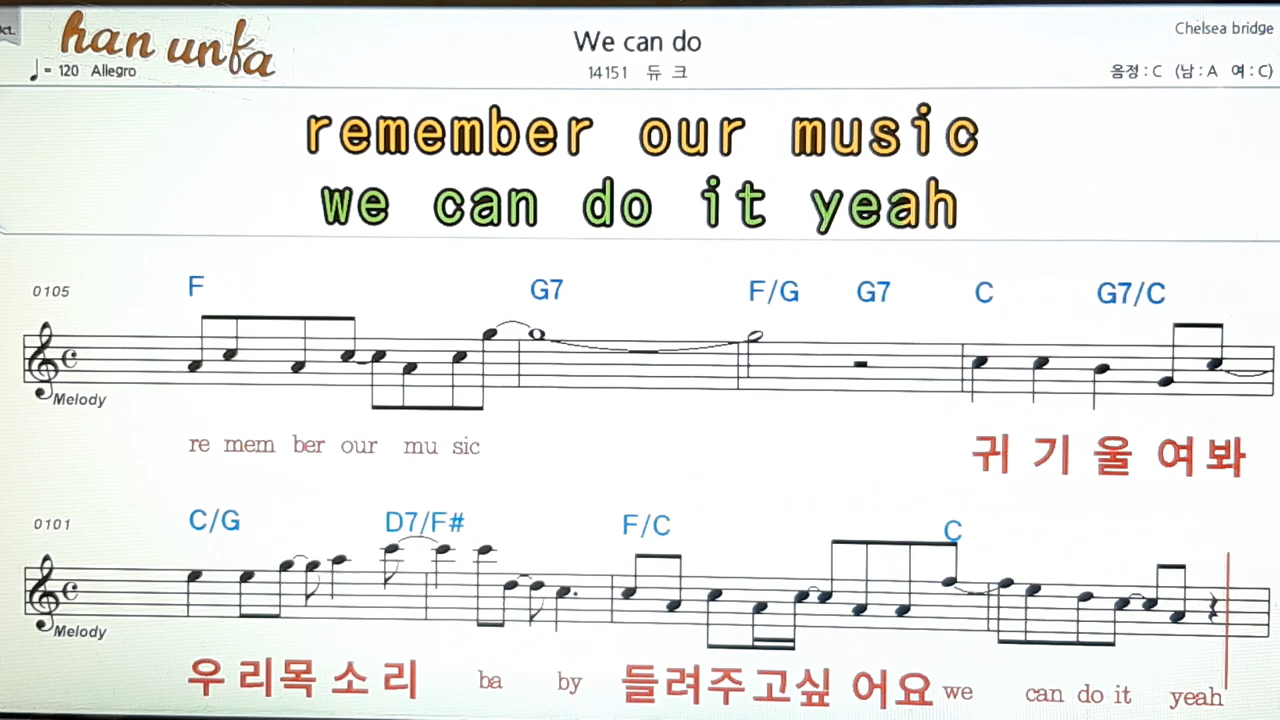 ct.
han unfa
We can do
Chelsea bridge
♩= 120 Allegro
14151 듀 크
음정 : C (남 : A 여 : C)
remember our music
we can do it yeah
0105
F G7 F/G G7 C G7/C
Melody
re mem ber our mu sic 귀 기 울 여 봐
0101
C/G D7/F# F/C C
Melody
우 리 목 소 리 ba by 들 려 주 고 싶 어 요 we can do it yeah